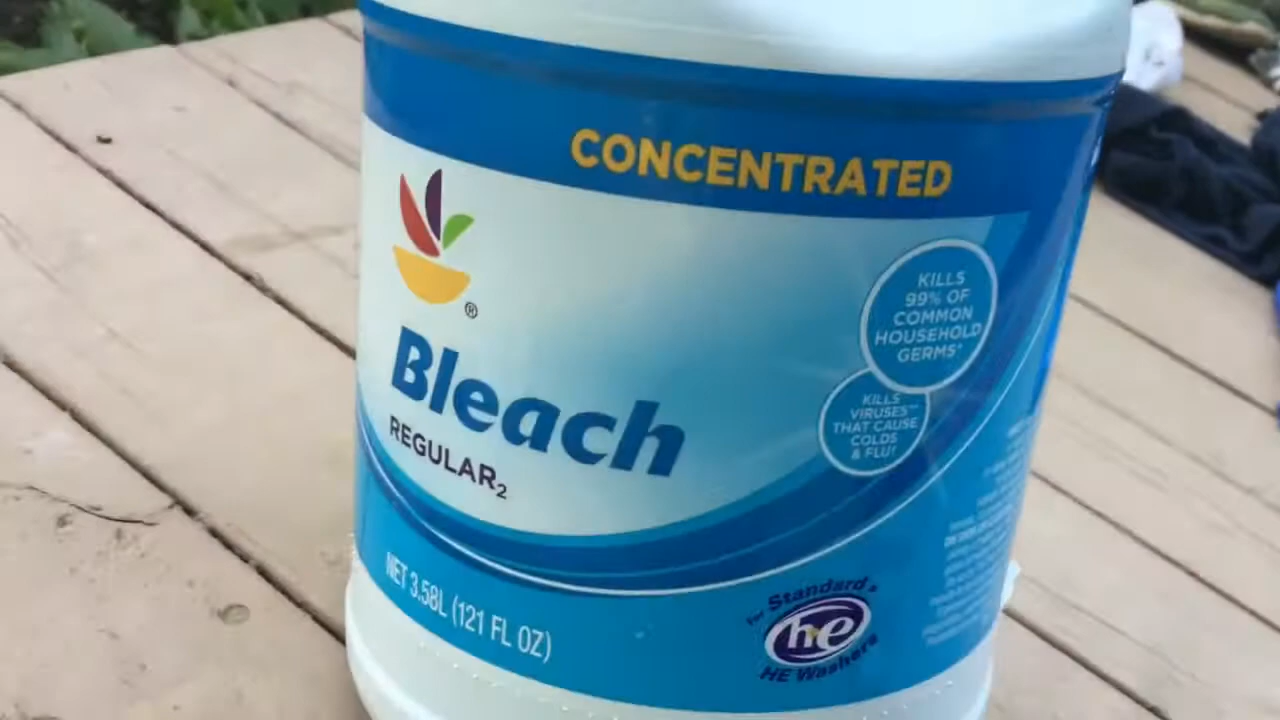 CONCENTRATED
®
Bleach
REGULAR₂
KILLS
99% OF
COMMON
HOUSEHOLD
GERMS*
KILLS
VIRUSES**
THAT CAUSE
COLDS
& FLU†
NET 3.58L (121 FL OZ)
For Standard &
he
HE Washers